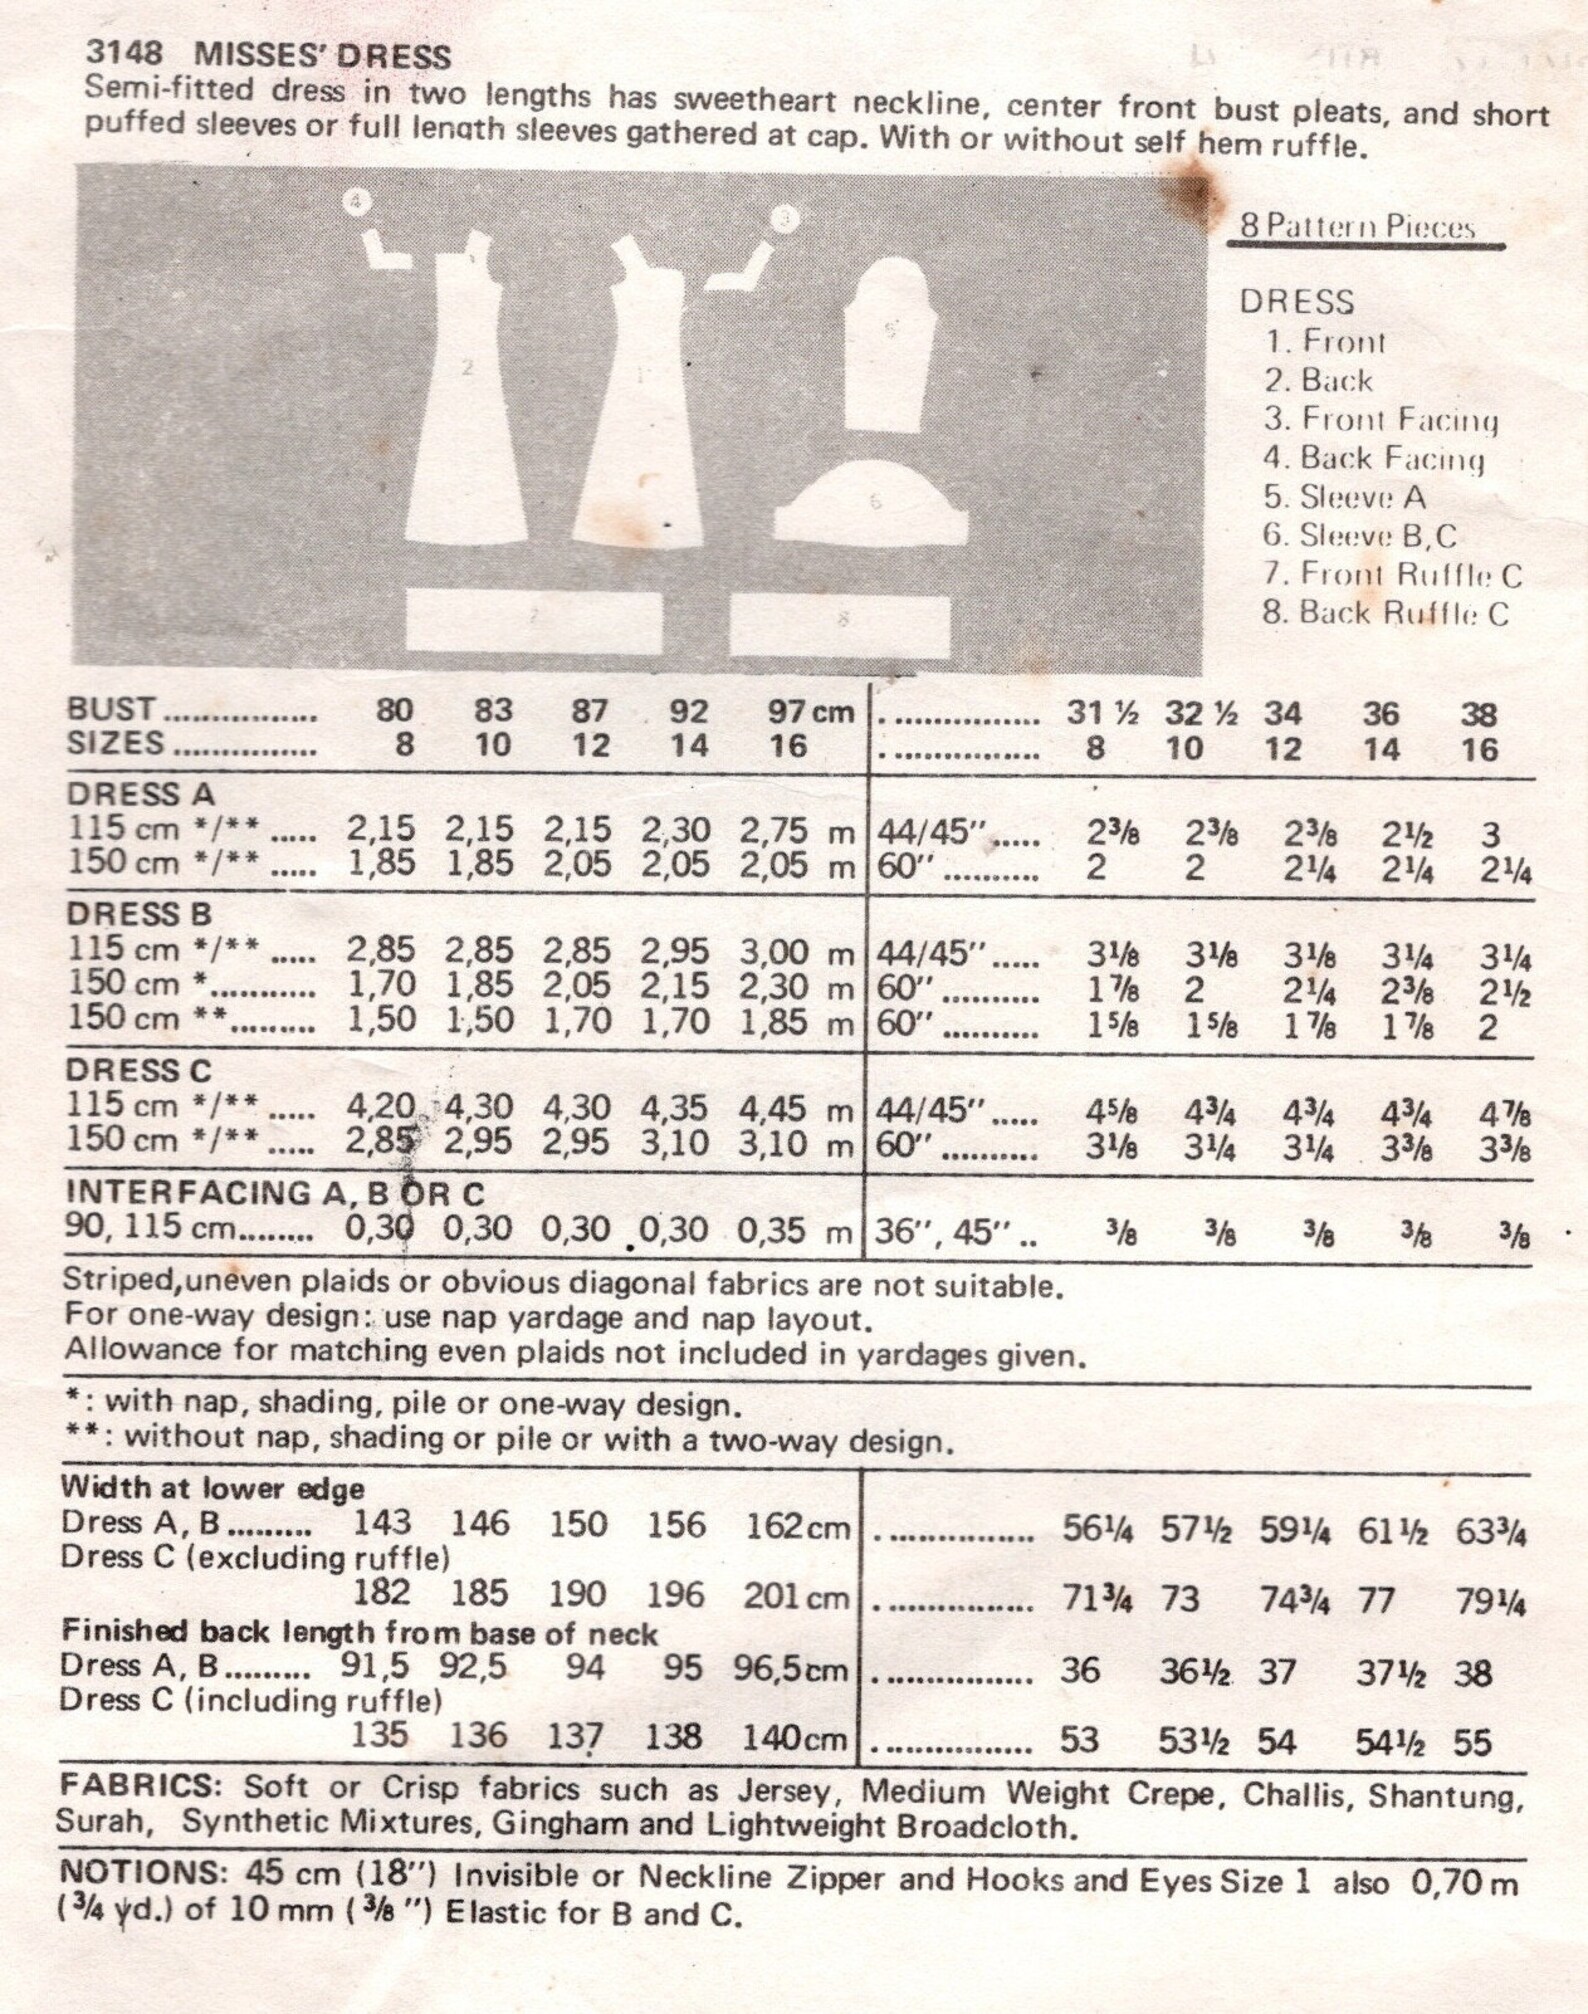 3148 MISSES' DRESS
Semi-fitted dress in two lengths has sweetheart neckline, center front bust pleats, and short
puffed sleeves or full length sleeves gathered at cap. With or without self hem ruffle.
4
3
2
1
5
6
7
8
8 Pattern Pieces
DRESS
1. Front
2. Back
3. Front Facing
4. Back Facing
5. Sleeve A
6. Sleeve B,C
7. Front Ruffle C
8. Back Ruffle C
BUST ................ 80 83 87 92 97 cm . ............... 31 ½ 32 ½ 34 36 38
SIZES ............... 8 10 12 14 16 . ............... 8 10 12 14 16
DRESS A
115 cm */** ..... 2,15 2,15 2,15 2,30 2,75 m 44/45" ..... 2⅜ 2⅜ 2⅜ 2½ 3
150 cm */** ..... 1,85 1,85 2,05 2,05 2,05 m 60" .......... 2 2 2¼ 2¼ 2¼
DRESS B
115 cm */** ..... 2,85 2,85 2,85 2,95 3,00 m 44/45" ..... 3⅛ 3⅛ 3⅛ 3¼ 3¼
150 cm *........... 1,70 1,85 2,05 2,15 2,30 m 60" .......... 1⅞ 2 2¼ 2⅜ 2½
150 cm **......... 1,50 1,50 1,70 1,70 1,85 m 60" .......... 1⅝ 1⅝ 1⅞ 1⅞ 2
DRESS C
115 cm */** ..... 4,20 4,30 4,30 4,35 4,45 m 44/45" ..... 4⅝ 4¾ 4¾ 4¾ 4⅞
150 cm */** ..... 2,85 2,95 2,95 3,10 3,10 m 60" .......... 3⅛ 3¼ 3¼ 3⅜ 3⅜
INTERFACING A, B OR C
90, 115 cm........ 0,30 0,30 0,30 0,30 0,35 m 36", 45" .. ⅜ ⅜ ⅜ ⅜ ⅜
Striped,uneven plaids or obvious diagonal fabrics are not suitable.
For one-way design: use nap yardage and nap layout.
Allowance for matching even plaids not included in yardages given.
*: with nap, shading, pile or one-way design.
**: without nap, shading or pile or with a two-way design.
Width at lower edge
Dress A, B ......... 143 146 150 156 162cm . ............... 56¼ 57½ 59¼ 61½ 63¾
Dress C (excluding ruffle)
182 185 190 196 201cm . ............... 71¾ 73 74¾ 77 79¼
Finished back length from base of neck
Dress A, B ......... 91,5 92,5 94 95 96,5cm . ............... 36 36½ 37 37½ 38
Dress C (including ruffle)
135 136 137 138 140cm . ............... 53 53½ 54 54½ 55
FABRICS: Soft or Crisp fabrics such as Jersey, Medium Weight Crepe, Challis, Shantung,
Surah, Synthetic Mixtures, Gingham and Lightweight Broadcloth.
NOTIONS: 45 cm (18") Invisible or Neckline Zipper and Hooks and Eyes Size 1 also 0,70 m
(¾ yd.) of 10 mm (⅜ ") Elastic for B and C.